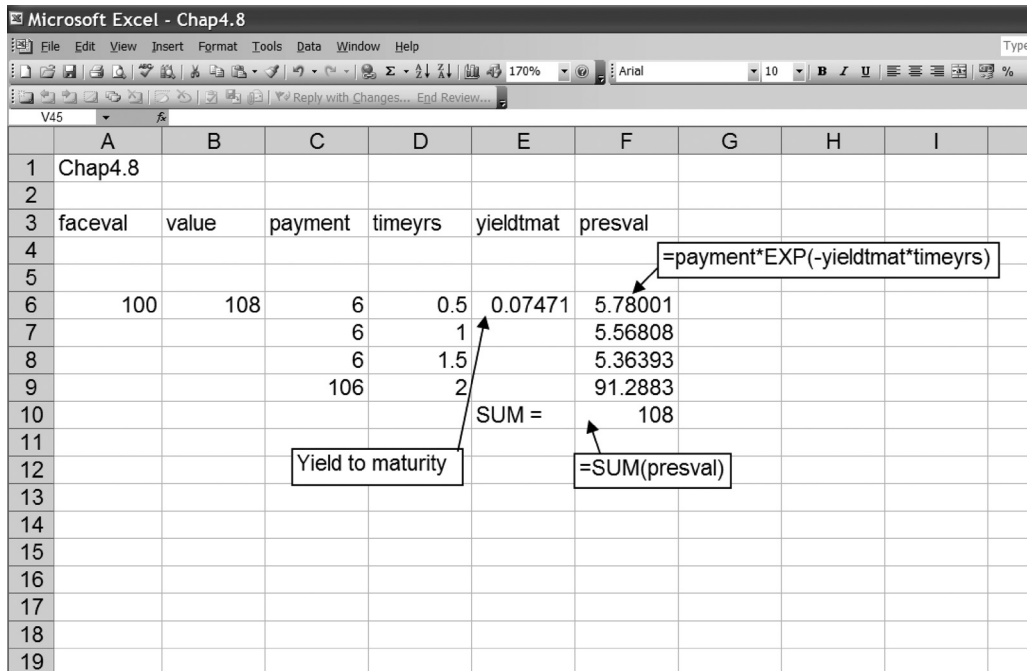 Microsoft Excel - Chap4.8
File Edit View Insert Format Tools Data Window Help
Type
170% Arial 10 B I U %
Reply with Changes... End Review...
V45 fx
A B C D E F G H I
1 Chap4.8
2
3 faceval value payment timeyrs yieldtmat presval
4 =payment*EXP(-yieldtmat*timeyrs)
5
6 100 108 6 0.5 0.07471 5.78001
7 6 1 5.56808
8 6 1.5 5.36393
9 106 2 91.2883
10 SUM = 108
11
Yield to maturity
12 =SUM(presval)
13
14
15
16
17
18
19